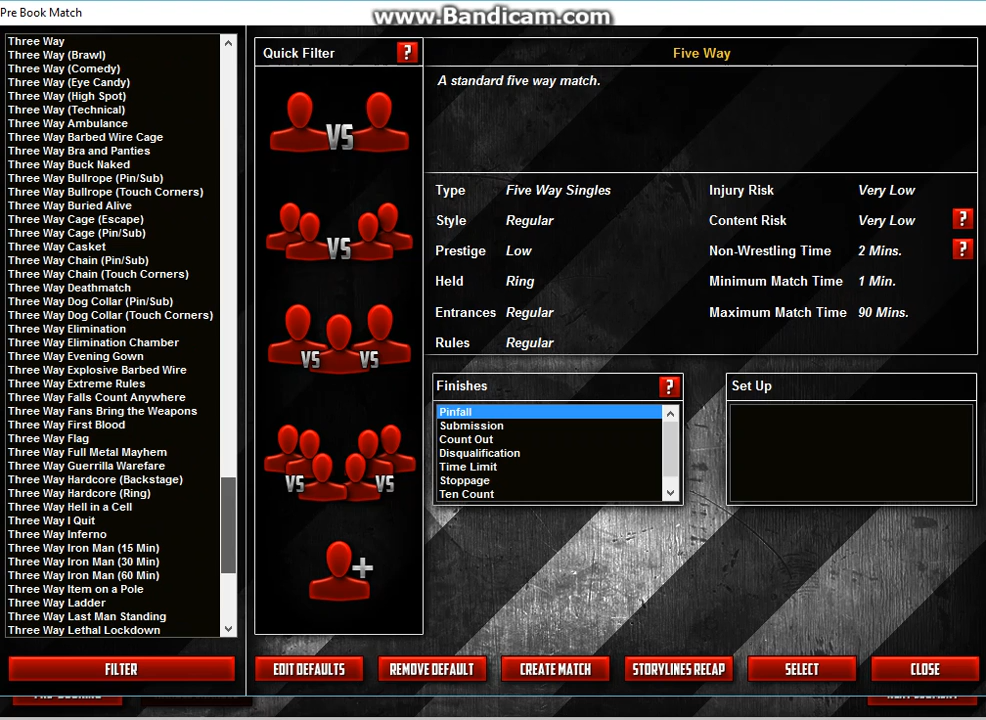 www.Bandicam.com
Pre Book Match
Three Way
Three Way (Brawl)
Three Way (Comedy)
Three Way (Eye Candy)
Three Way (High Spot)
Three Way (Technical)
Three Way Ambulance
Three Way Barbed Wire Cage
Three Way Bra and Panties
Three Way Buck Naked
Three Way Bullrope (Pin/Sub)
Three Way Bullrope (Touch Corners)
Three Way Buried Alive
Three Way Cage (Escape)
Three Way Cage (Pin/Sub)
Three Way Casket
Three Way Chain (Pin/Sub)
Three Way Chain (Touch Corners)
Three Way Deathmatch
Three Way Dog Collar (Pin/Sub)
Three Way Dog Collar (Touch Corners)
Three Way Elimination
Three Way Elimination Chamber
Three Way Evening Gown
Three Way Explosive Barbed Wire
Three Way Extreme Rules
Three Way Falls Count Anywhere
Three Way Fans Bring the Weapons
Three Way First Blood
Three Way Flag
Three Way Full Metal Mayhem
Three Way Guerrilla Warefare
Three Way Hardcore (Backstage)
Three Way Hardcore (Ring)
Three Way Hell in a Cell
Three Way I Quit
Three Way Inferno
Three Way Iron Man (15 Min)
Three Way Iron Man (30 Min)
Three Way Iron Man (60 Min)
Three Way Item on a Pole
Three Way Ladder
Three Way Last Man Standing
Three Way Lethal Lockdown
FILTER
Quick Filter ?
VS
VS
VS VS
VS VS
+
Five Way
A standard five way match.
Type Five Way Singles Injury Risk Very Low
Style Regular Content Risk Very Low ?
Prestige Low Non-Wrestling Time 2 Mins. ?
Held Ring Minimum Match Time 1 Min.
Entrances Regular Maximum Match Time 90 Mins.
Rules Regular
Finishes ?
Pinfall
Submission
Count Out
Disqualification
Time Limit
Stoppage
Ten Count
Set Up
EDIT DEFAULTS REMOVE DEFAULT CREATE MATCH STORYLINES RECAP SELECT CLOSE